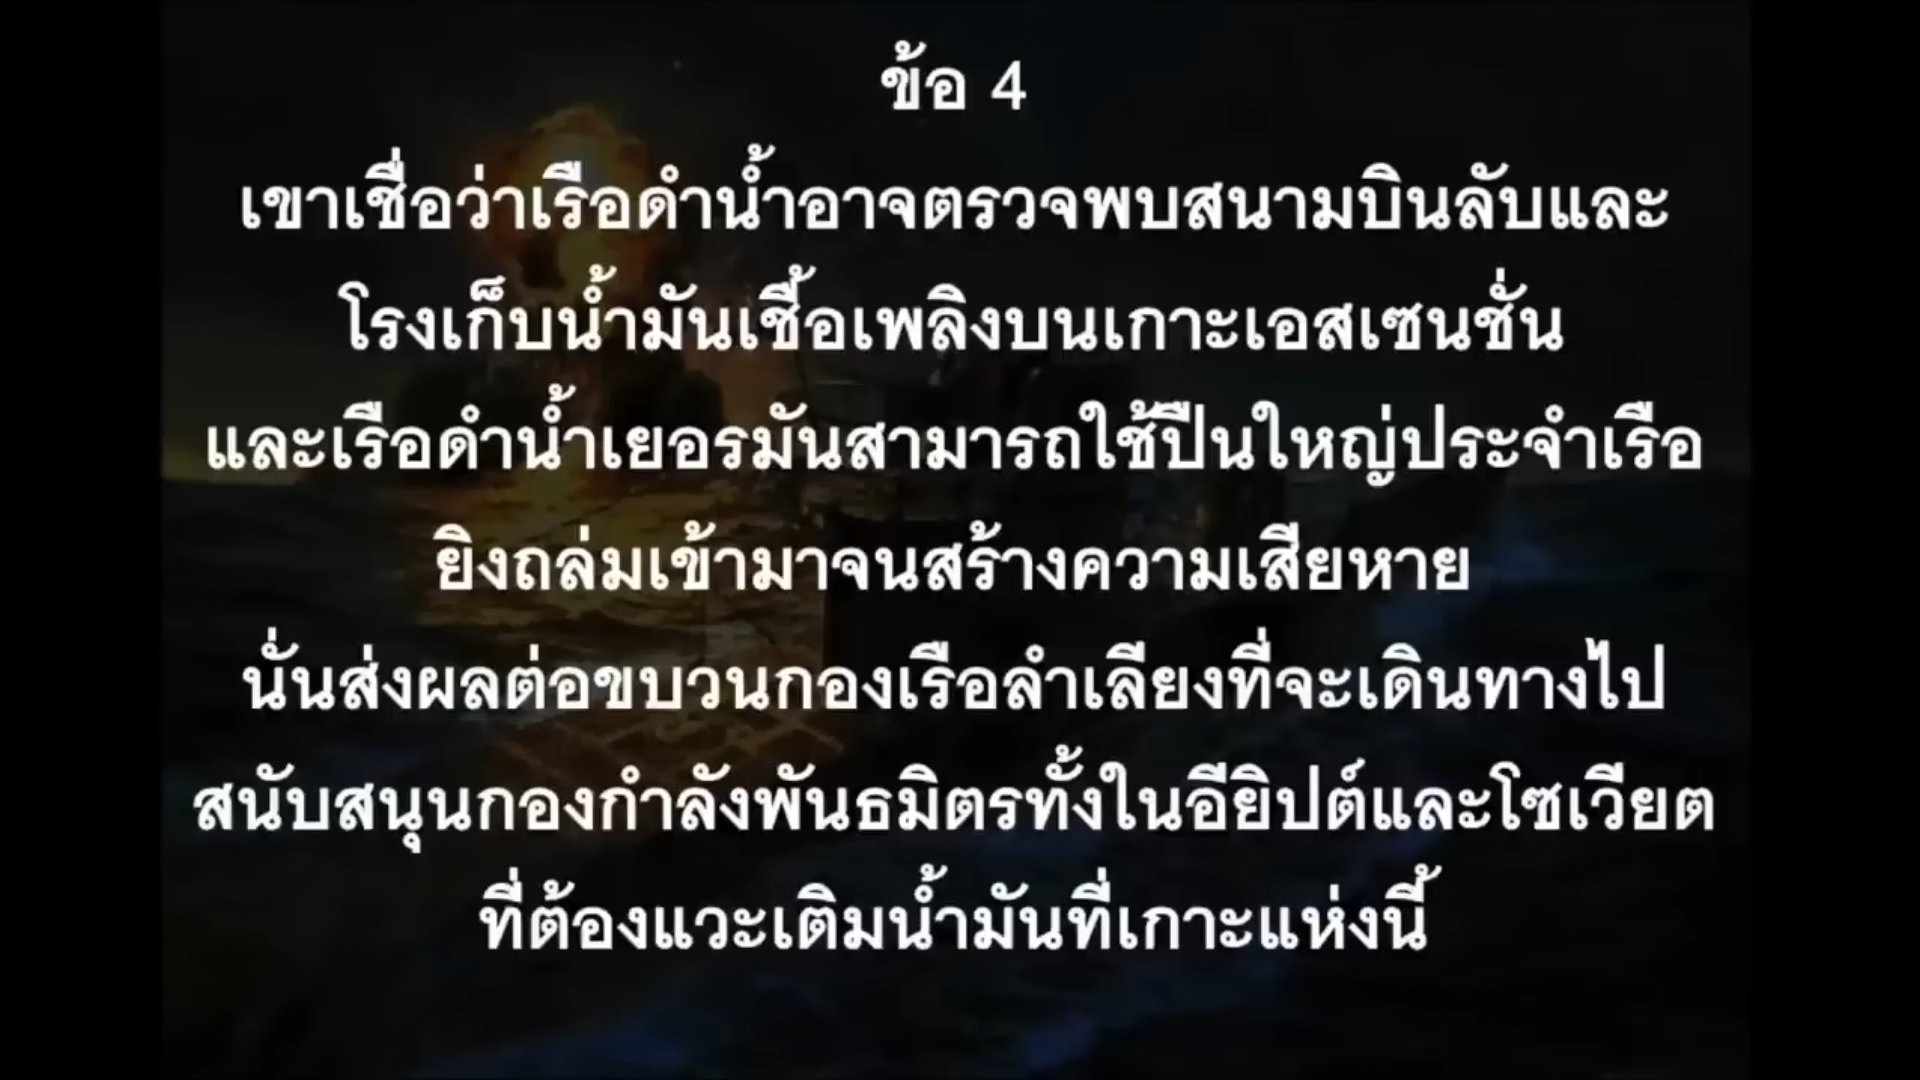 ข้อ 4
เขาเชื่อว่าเรือดำน้ำอาจตรวจพบสนามบินลับและ
โรงเก็บน้ำมันเชื้อเพลิงบนเกาะเอสเซนชั่น
และเรือดำน้ำเยอรมันสามารถใช้ปืนใหญ่ประจำเรือ
ยิงถล่มเข้ามาจนสร้างความเสียหาย
นั่นส่งผลต่อขบวนกองเรือลำเลียงที่จะเดินทางไป
สนับสนุนกองกำลังพันธมิตรทั้งในอียิปต์และโซเวียต
ที่ต้องแวะเติมน้ำมันที่เกาะแห่งนี้